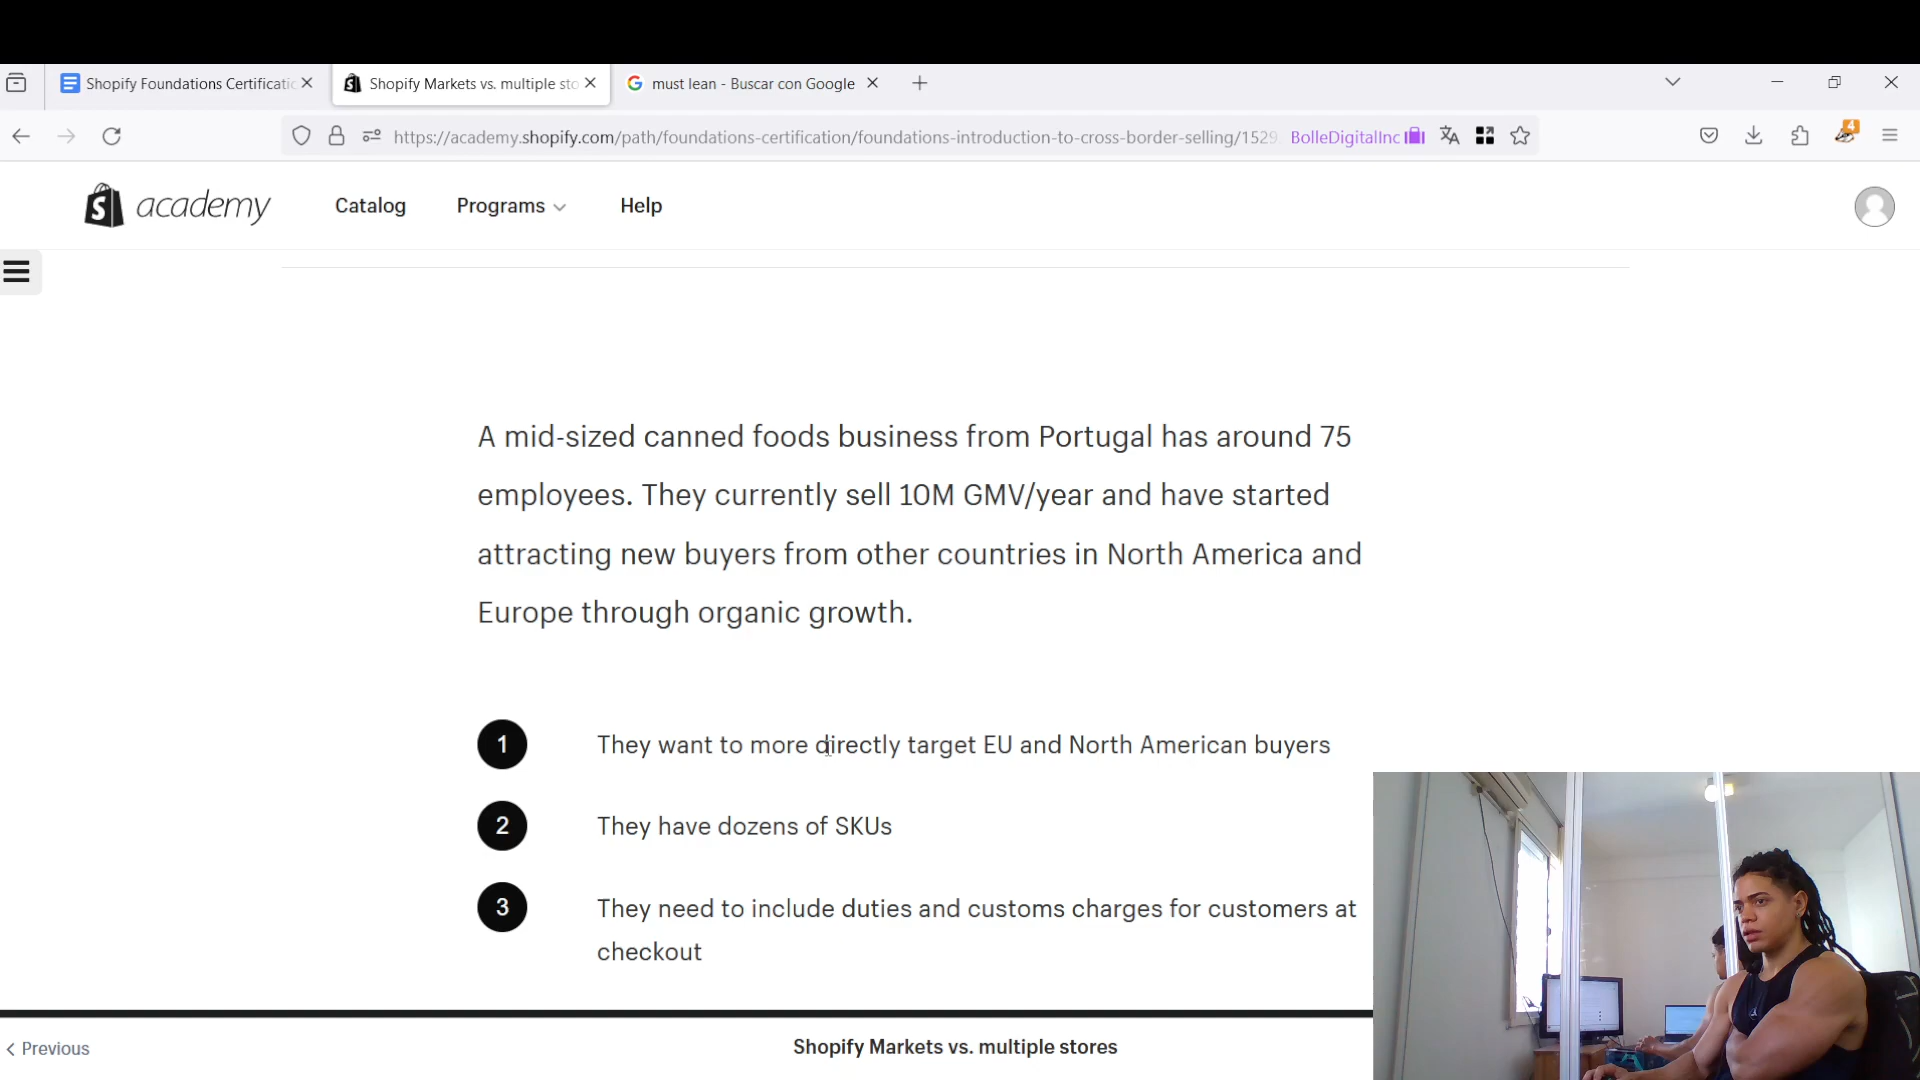 Shopify Foundations Certificatic
Shopify Markets vs. multiple sto
must lean - Buscar con Google
https://academy.shopify.com/path/foundations-certification/foundations-introduction-to-cross-border-selling/1529
BolleDigitalInc
4
academy
Catalog
Programs
Help
A mid-sized canned foods business from Portugal has around 75
employees. They currently sell 10M GMV/year and have started
attracting new buyers from other countries in North America and
Europe through organic growth.
1 They want to more directly target EU and North American buyers
2 They have dozens of SKUs
3 They need to include duties and customs charges for customers at
checkout
Previous
Shopify Markets vs. multiple stores